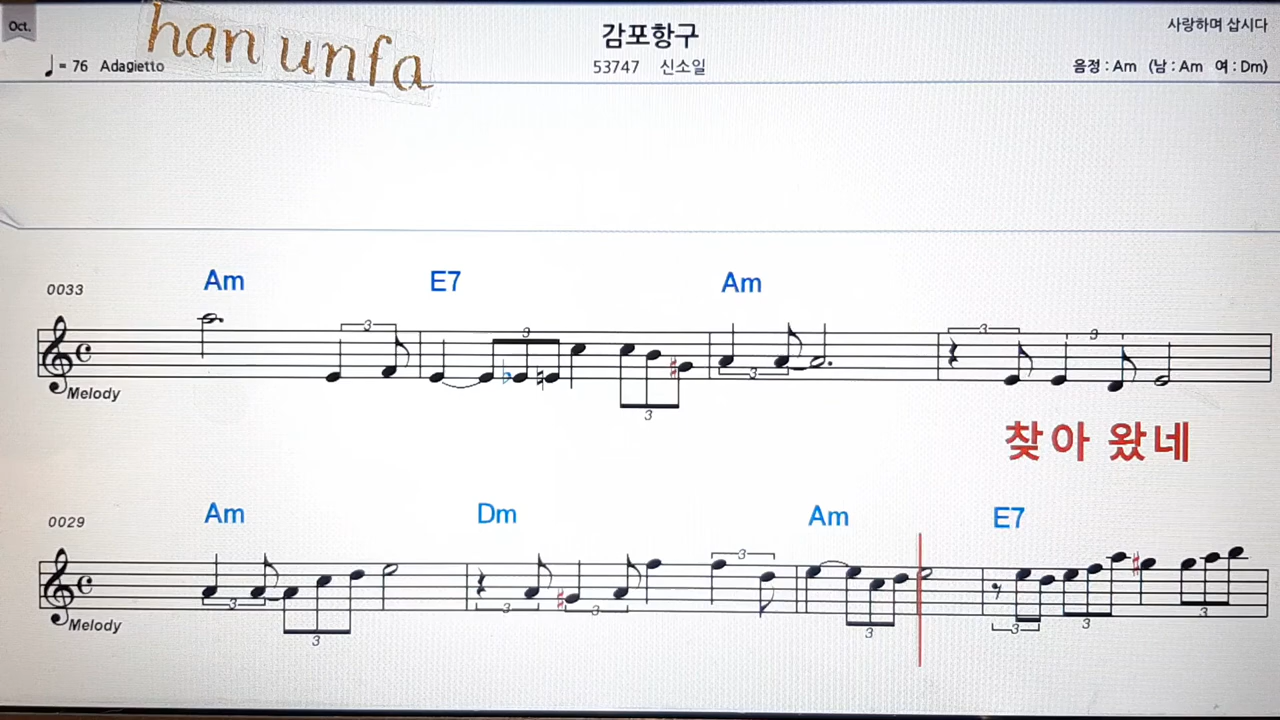 Oct.
han unfa
감포항구
사랑하며 삽시다
♩ = 76 Adagietto
53747 신소일
음정 : Am (남 : Am 여 : Dm)
Am E7 Am
0033
3 3 3 3 3 3
Melody
찾아 왔네
Am Dm Am E7
0029
3 3 3 3 3 3 3 3 3
Melody